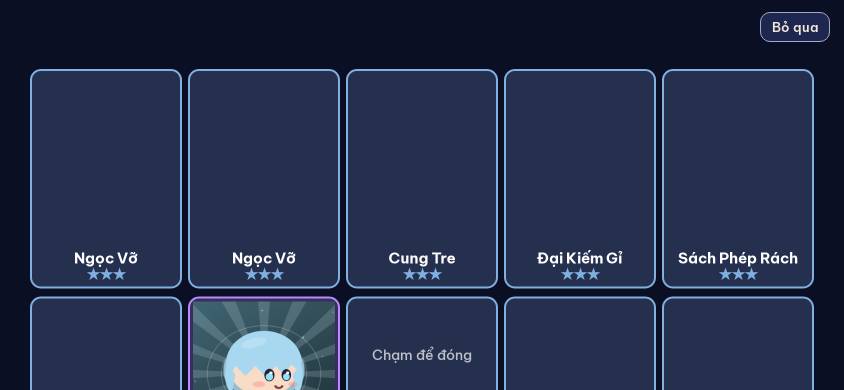 Bỏ qua
Ngọc Vỡ
★★★
Ngọc Vỡ
★★★
Cung Tre
★★★
Đại Kiếm Gỉ
★★★
Sách Phép Rách
★★★
Chạm để đóng